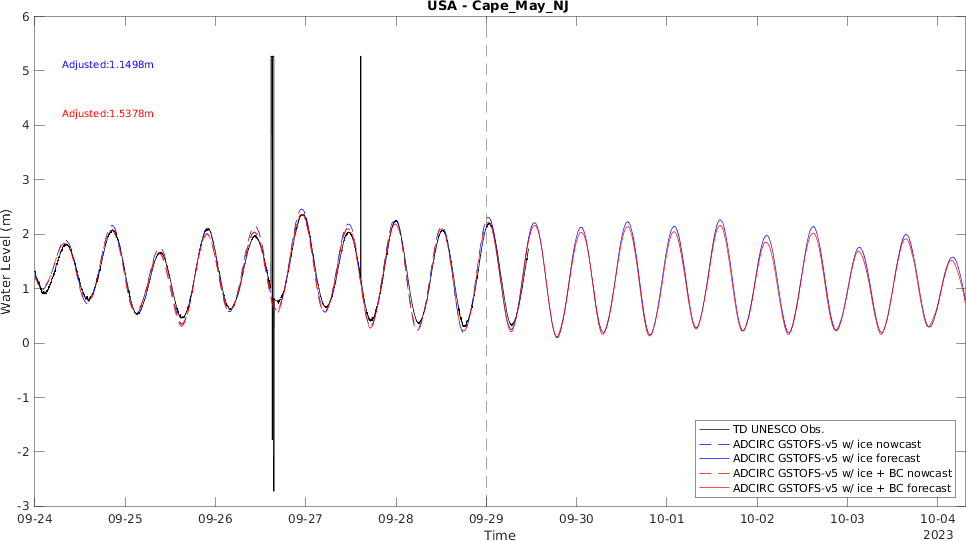 USA - Cape_May_NJ
6
5
4
3
2
1
0
-1
-2
-3
Water Level (m)
Adjusted:1.1498m
Adjusted:1.5378m
TD UNESCO Obs.
ADCIRC GSTOFS-v5 w/ ice nowcast
ADCIRC GSTOFS-v5 w/ ice forecast
ADCIRC GSTOFS-v5 w/ ice + BC nowcast
ADCIRC GSTOFS-v5 w/ ice + BC forecast
09-24 09-25 09-26 09-27 09-28 09-29 09-30 10-01 10-02 10-03 10-04
Time
2023